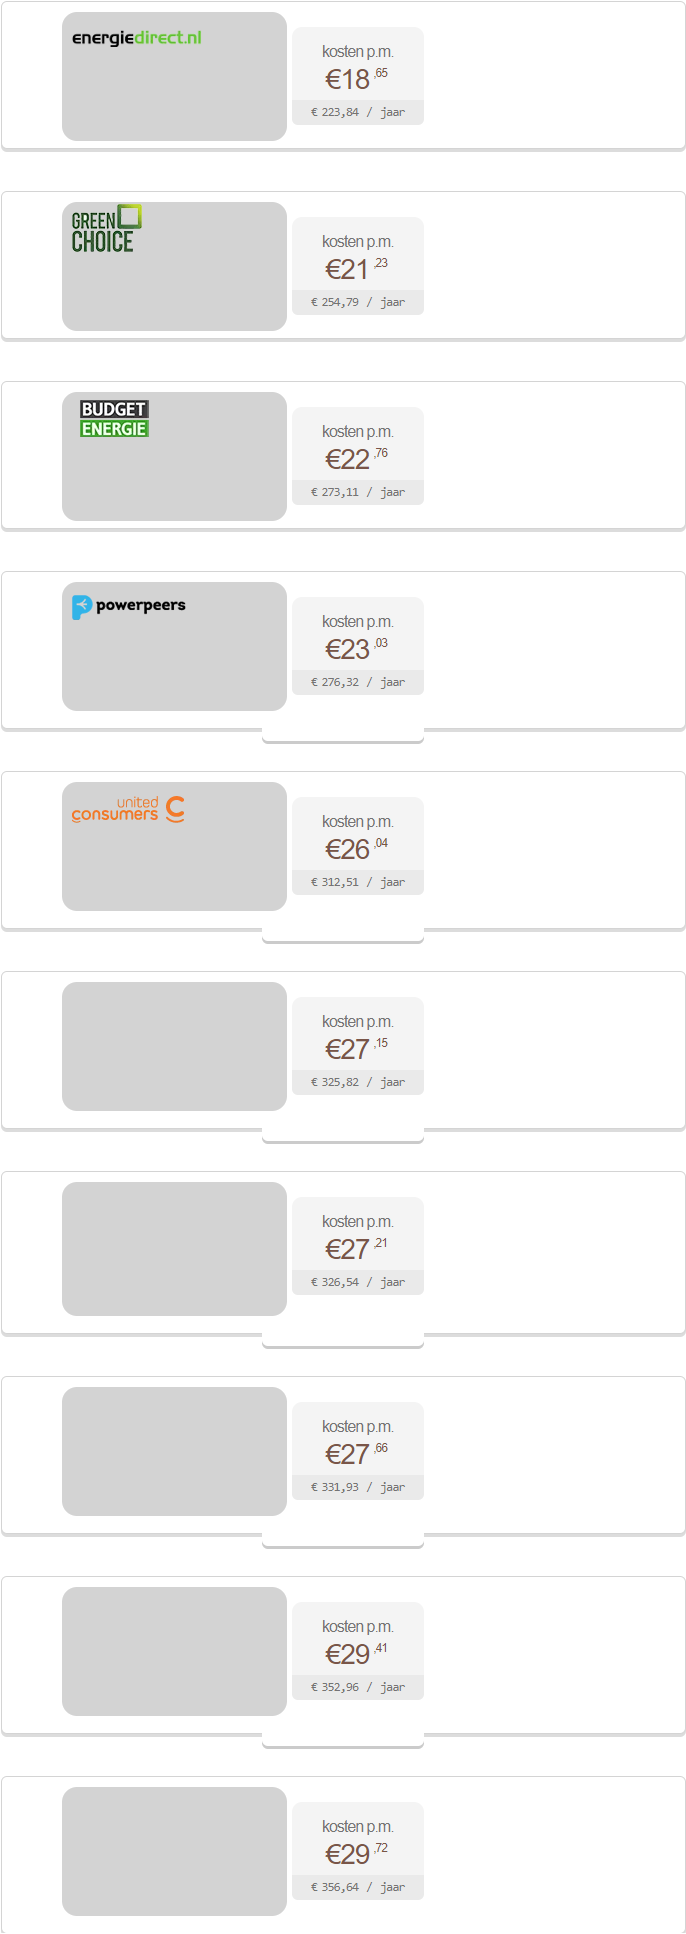 energiedirect.nl
kosten p.m.
€18,65
€ 223,84 / jaar
GREEN
CHOICE
kosten p.m.
€21,23
€ 254,79 / jaar
BUDGET
ENERGIE
kosten p.m.
€22,76
€ 273,11 / jaar
powerpeers
kosten p.m.
€23,03
€ 276,32 / jaar
united
consumers
kosten p.m.
€26,04
€ 312,51 / jaar
kosten p.m.
€27,15
€ 325,82 / jaar
kosten p.m.
€27,21
€ 326,54 / jaar
kosten p.m.
€27,66
€ 331,93 / jaar
kosten p.m.
€29,41
€ 352,96 / jaar
kosten p.m.
€29,72
€ 356,64 / jaar